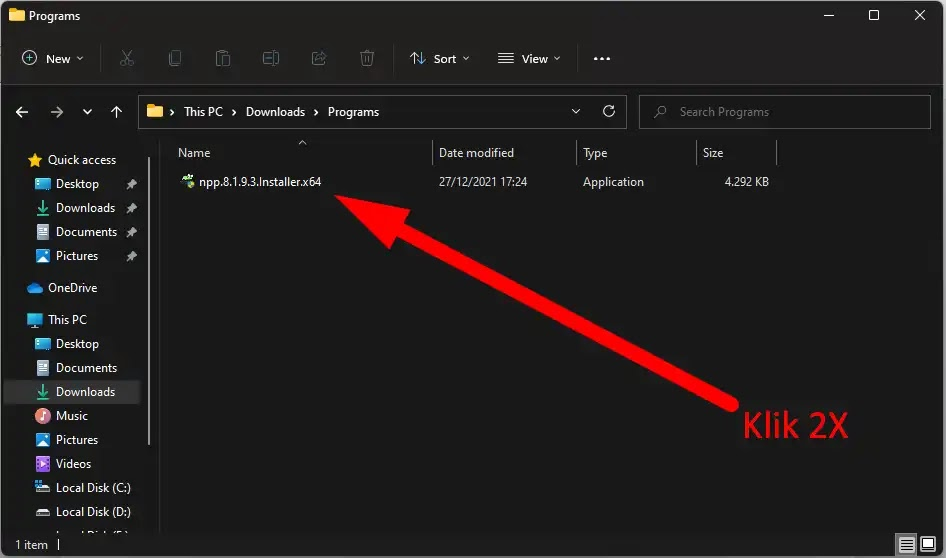 Programs
New
Sort
View
This PC
Downloads
Programs
Search Programs
Name
Date modified
Type
Size
Quick access
Desktop
Downloads
Documents
Pictures
OneDrive
This PC
Desktop
Documents
Downloads
Music
Pictures
Videos
Local Disk (C:)
Local Disk (D:)
npp.8.1.9.3.Installer.x64
27/12/2021 17:24
Application
4.292 KB
Klik 2X
1 item